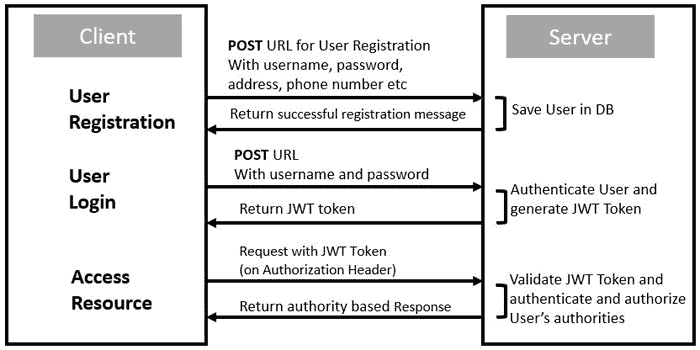 Client
Server
User
Registration
POST URL for User Registration
With username, password,
address, phone number etc
Return successful registration message
Save User in DB
User
Login
POST URL
With username and password
Return JWT token
Authenticate User and
generate JWT Token
Access
Resource
Request with JWT Token
(on Authorization Header)
Return authority based Response
Validate JWT Token and
authenticate and authorize
User's authorities